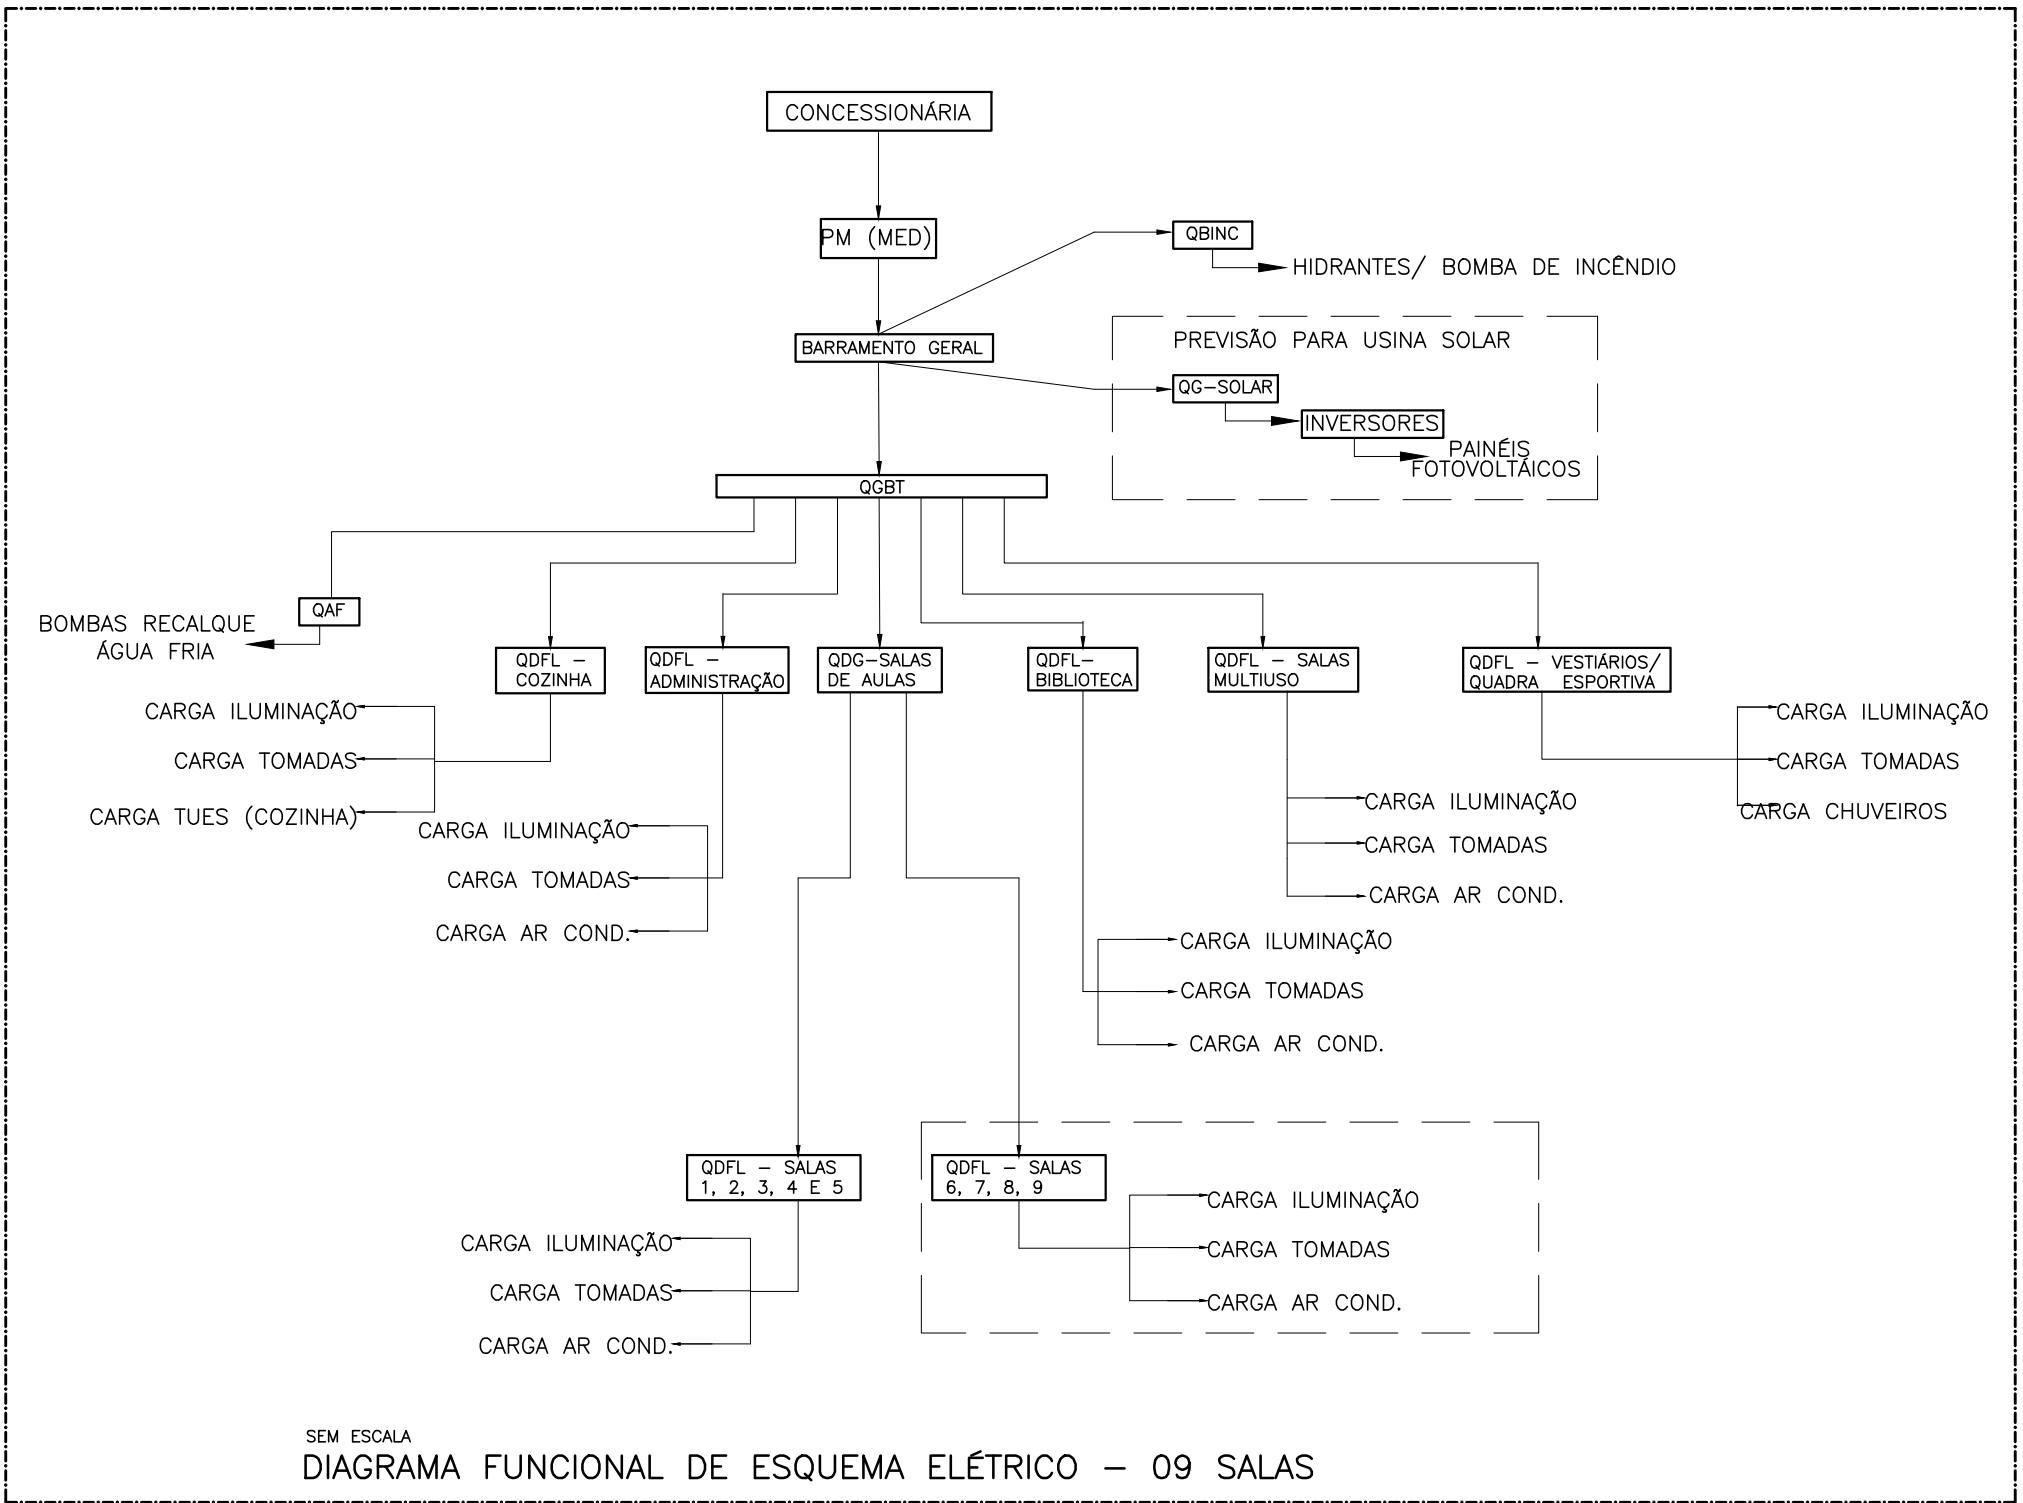 CONCESSIONÁRIA
PM (MED)
QBINC
HIDRANTES/ BOMBA DE INCÊNDIO
BARRAMENTO GERAL
PREVISÃO PARA USINA SOLAR
QG-SOLAR
INVERSORES
PAINÉIS
FOTOVOLTÁICOS
QGBT
QAF
BOMBAS RECALQUE
ÁGUA FRIA
QDFL -
COZINHA
QDFL -
ADMINISTRAÇÃO
QDG-SALAS
DE AULAS
QDFL-
BIBLIOTECA
QDFL - SALAS
MULTIUSO
QDFL - VESTIÁRIOS/
QUADRA ESPORTIVA
CARGA ILUMINAÇÃO
CARGA TOMADAS
CARGA TUES (COZINHA)
CARGA ILUMINAÇÃO
CARGA TOMADAS
CARGA AR COND.
CARGA ILUMINAÇÃO
CARGA TOMADAS
CARGA AR COND.
CARGA ILUMINAÇÃO
CARGA TOMADAS
CARGA AR COND.
CARGA ILUMINAÇÃO
CARGA TOMADAS
CARGA CHUVEIROS
QDFL - SALAS
1, 2, 3, 4 E 5
CARGA ILUMINAÇÃO
CARGA TOMADAS
CARGA AR COND.
QDFL - SALAS
6, 7, 8, 9
CARGA ILUMINAÇÃO
CARGA TOMADAS
CARGA AR COND.
SEM ESCALA
DIAGRAMA FUNCIONAL DE ESQUEMA ELÉTRICO - 09 SALAS